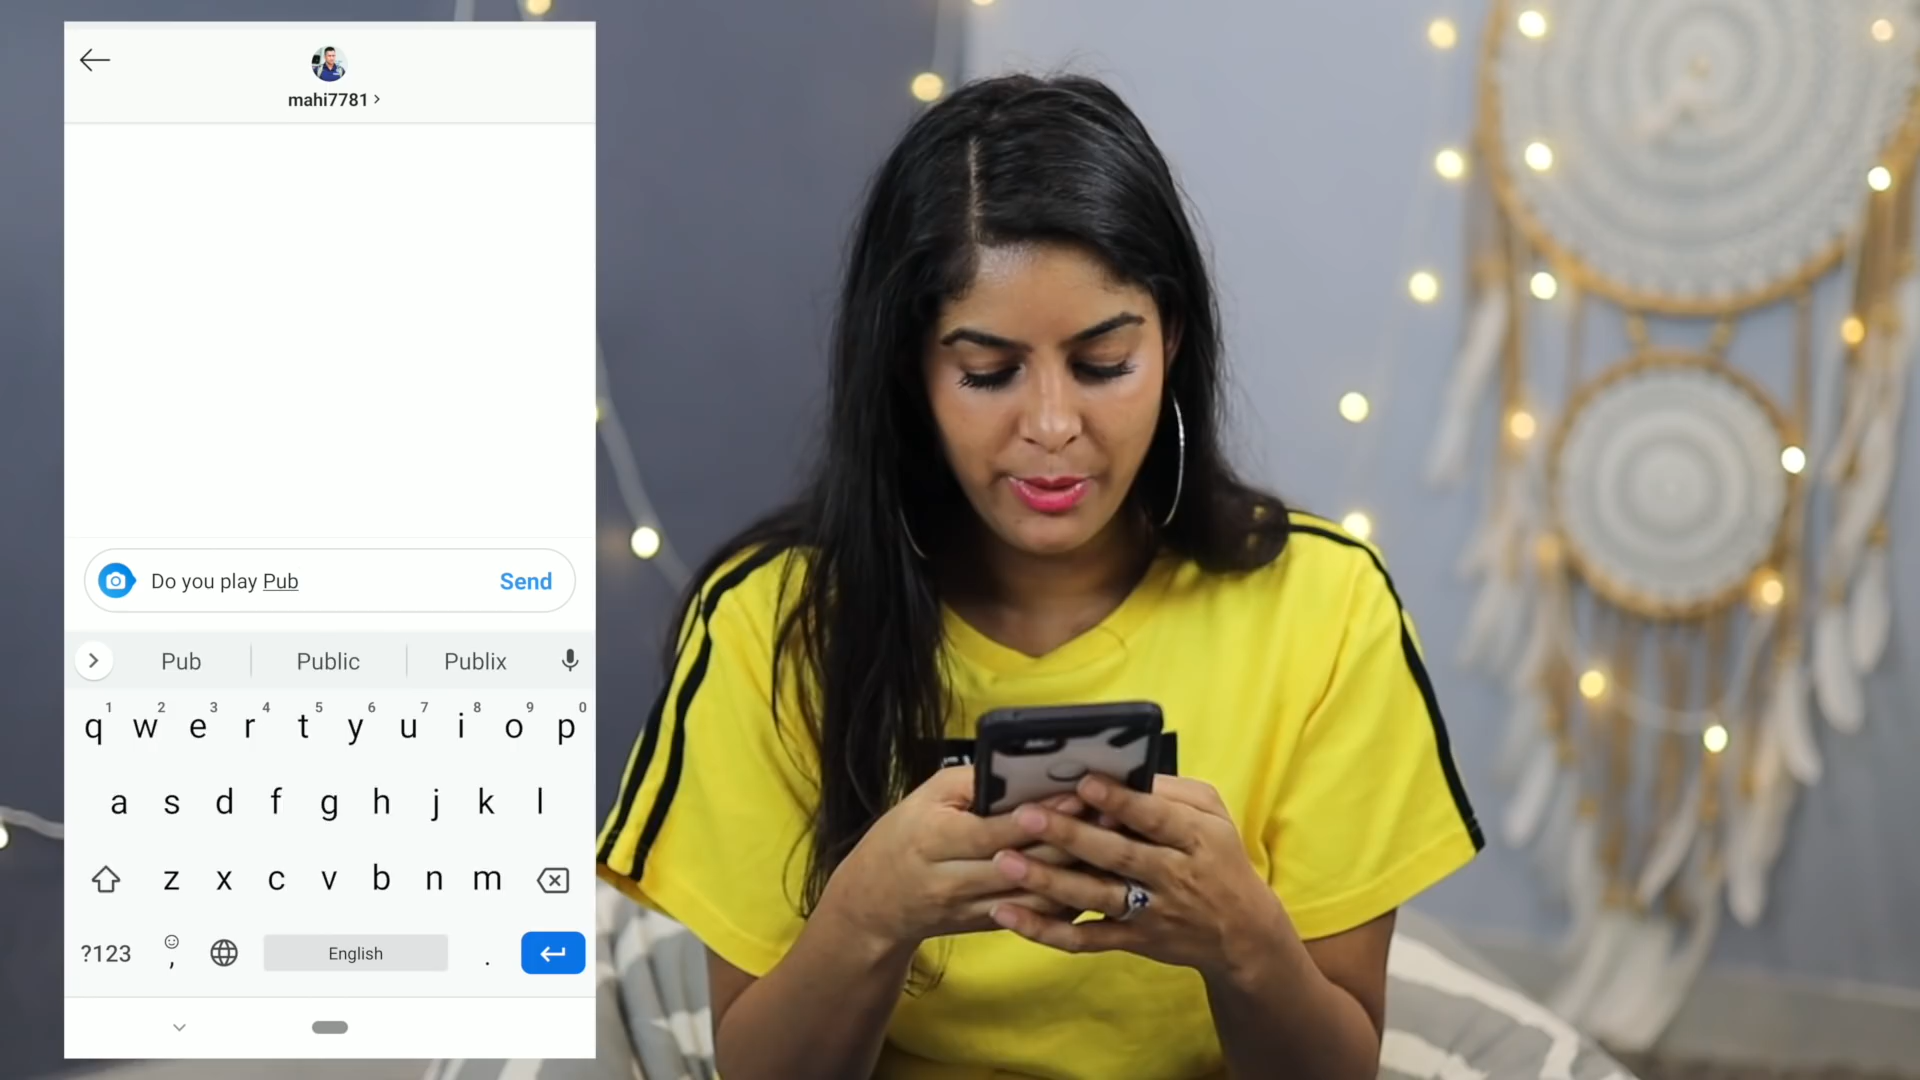 mahi7781 >
Do you play Pub
Send
Pub Public Publix
1 2 3 4 5 6 7 8 9 0
q w e r t y u i o p
a s d f g h j k l
z x c v b n m
?123 , English .